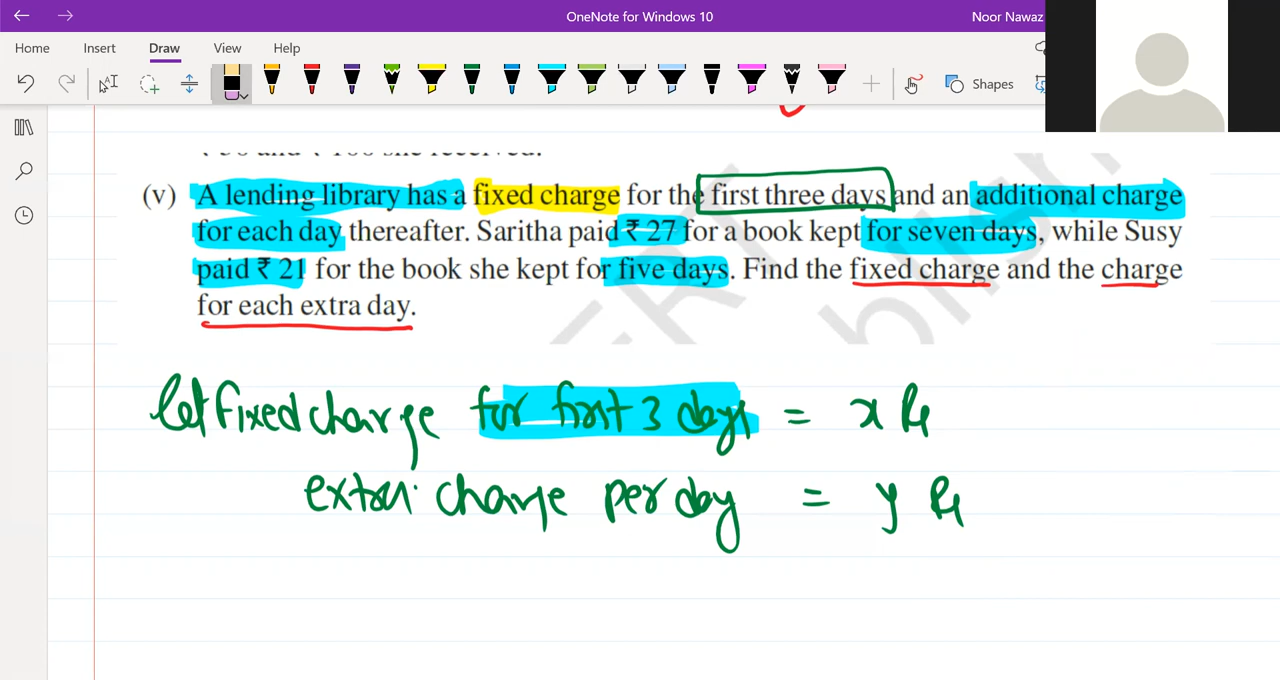 OneNote for Windows 10
Noor Nawaz
Home Insert Draw View Help
Shapes
(v) A lending library has a fixed charge for the first three days and an additional charge
for each day thereafter. Saritha paid ₹ 27 for a book kept for seven days, while Susy
paid ₹ 21 for the book she kept for five days. Find the fixed charge and the charge
for each extra day.
let fixed charge for first 3 days = x Rs
extra charge per day = y Rs